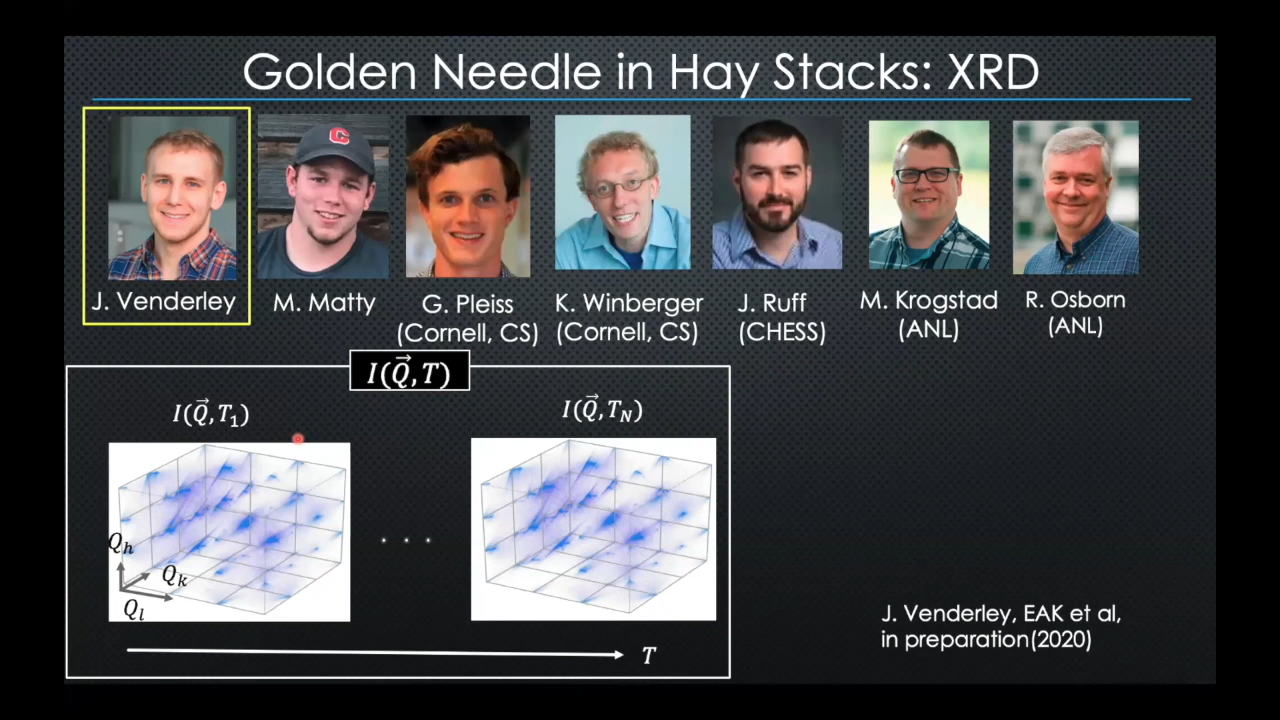 Golden Needle in Hay Stacks: XRD
C
J. Venderley
M. Matty
G. Pleiss
(Cornell, CS)
K. Winberger
(Cornell, CS)
J. Ruff
(CHESS)
M. Krogstad
(ANL)
R. Osborn
(ANL)
I(Q⃗, T)
I(Q⃗, T₁)
I(Q⃗, T_N)
Q_h
Q_k
Q_l
. . .
T
J. Venderley, EAK et al,
in preparation(2020)